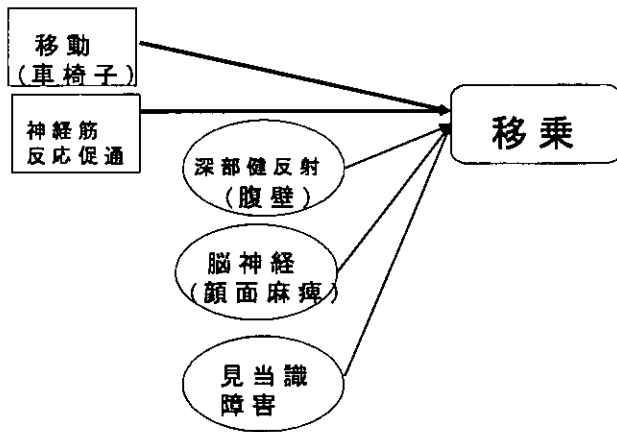 移動
(車椅子)
神経筋
反応促通
移乗
深部健反射
(腹壁)
脳神経
(顔面麻痺)
見当識
障害